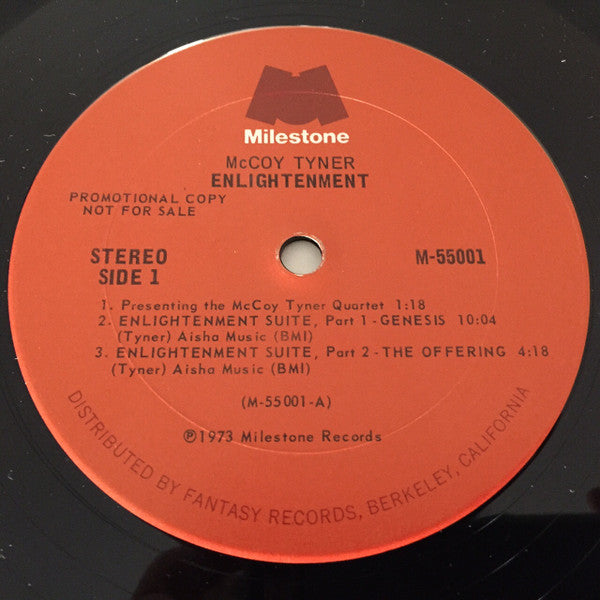 Milestone
McCOY TYNER
ENLIGHTENMENT
PROMOTIONAL COPY
NOT FOR SALE
STEREO
SIDE 1
M-55001
1. Presenting the McCoy Tyner Quartet 1:18
2. ENLIGHTENMENT SUITE, Part 1 - GENESIS 10:04
(Tyner) Aisha Music (BMI)
3. ENLIGHTENMENT SUITE, Part 2 - THE OFFERING 4:18
(Tyner) Aisha Music (BMI)
(M-55001-A)
℗1973 Milestone Records
DISTRIBUTED BY FANTASY RECORDS, BERKELEY, CALIFORNIA